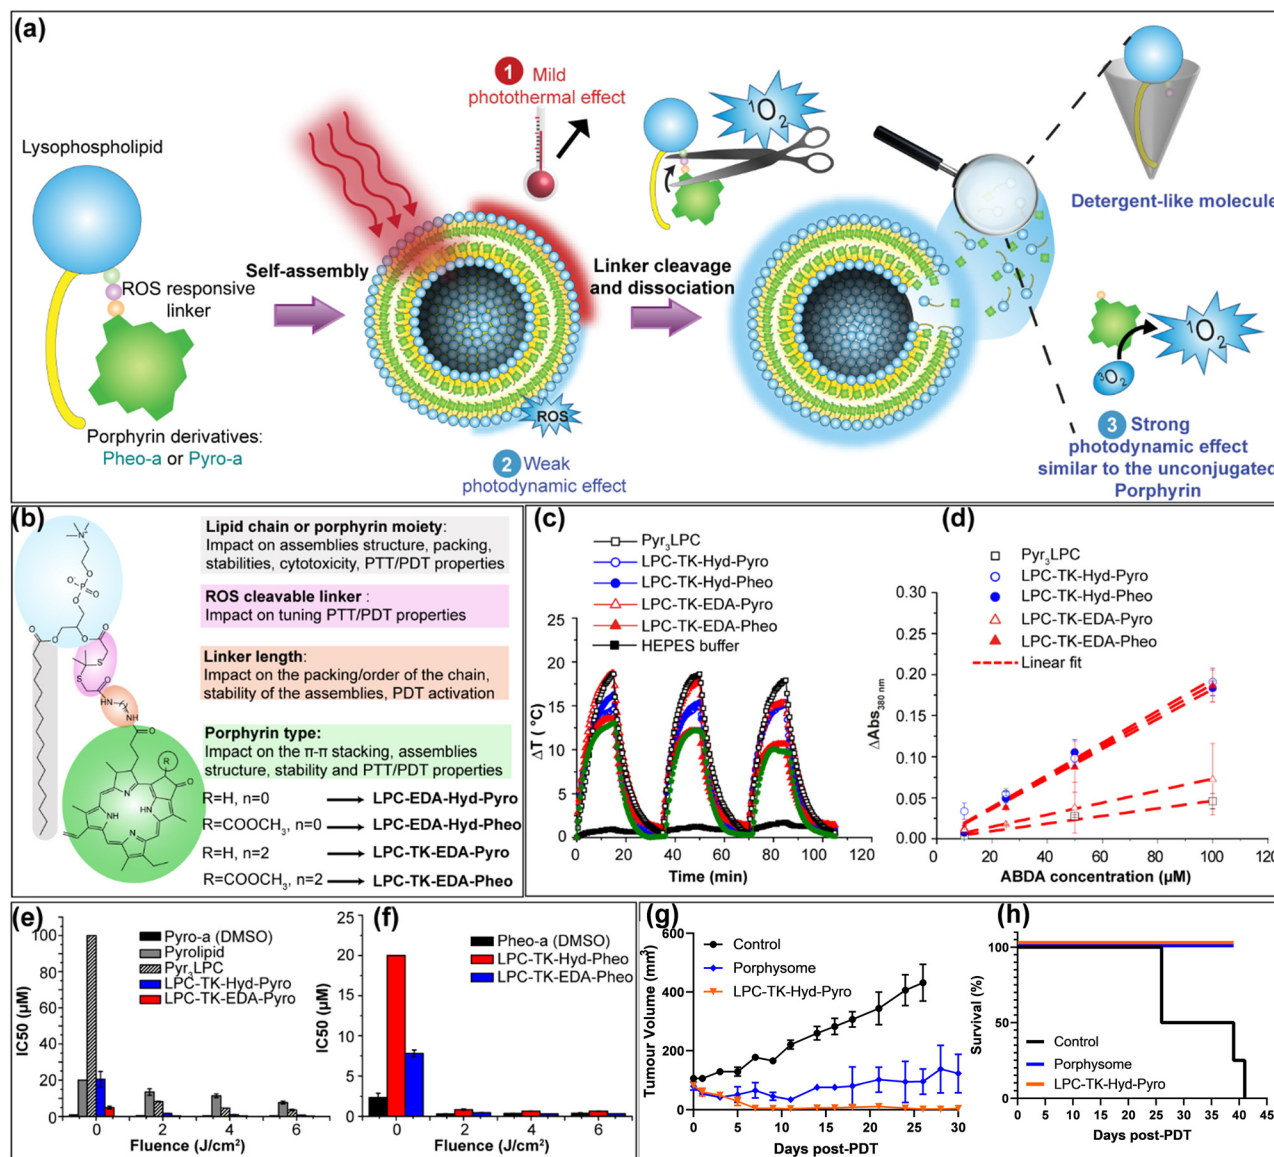 (a)
1 Mild
photothermal effect
¹O₂
Lysophospholipid
Detergent-like molecule
Self-assembly
Linker cleavage
and dissociation
ROS responsive
linker
¹O₂
³O₂
ROS
Porphyrin derivatives:
Pheo-a or Pyro-a
2 Weak
photodynamic effect
3 Strong
photodynamic effect
similar to the unconjugated
Porphyrin
(b)
Lipid chain or porphyrin moiety:
Impact on assemblies structure, packing,
stabilities, cytotoxicity, PTT/PDT properties
ROS cleavable linker :
Impact on tuning PTT/PDT properties
Linker length:
Impact on the packing/order of the chain,
stability of the assemblies, PDT activation
Porphyrin type:
Impact on the π-π stacking, assemblies
structure, stability and PTT/PDT properties
R=H, n=0 LPC-EDA-Hyd-Pyro
R=COOCH₃, n=0 LPC-EDA-Hyd-Pheo
R=H, n=2 LPC-TK-EDA-Pyro
R=COOCH₃, n=2 LPC-TK-EDA-Pheo
(c)
Pyr₃LPC
LPC-TK-Hyd-Pyro
LPC-TK-Hyd-Pheo
LPC-TK-EDA-Pyro
LPC-TK-EDA-Pheo
HEPES buffer
ΔT ( °C)
25
20
15
10
5
0
0 20 40 60 80 100
Time (min)
(d)
Pyr₃LPC
LPC-TK-Hyd-Pyro
LPC-TK-Hyd-Pheo
LPC-TK-EDA-Pyro
LPC-TK-EDA-Pheo
Linear fit
ΔAbs₃₈₀ ₙₘ
0.30
0.25
0.20
0.15
0.10
0.05
0.00
0 20 40 60 80 100 120
ABDA concentration (µM)
(e)
Pyro-a (DMSO)
Pyrolipid
Pyr₃LPC
LPC-TK-Hyd-Pyro
LPC-TK-EDA-Pyro
IC50 (µM)
100
80
60
40
20
0
0 2 4 6
Fluence (J/cm²)
(f)
Pheo-a (DMSO)
LPC-TK-Hyd-Pheo
LPC-TK-EDA-Pheo
IC50 (µM)
25
20
15
10
5
0
0 2 4 6
Fluence (J/cm²)
(g)
Control
Porphysome
LPC-TK-Hyd-Pyro
Tumour Volume (mm³)
600
400
200
0
0 5 10 15 20 25 30
Days post-PDT
(h)
Survival (%)
100
50
0
Control
Porphysome
LPC-TK-Hyd-Pyro
0 5 10 15 20 25 30 35 40 45
Days post-PDT